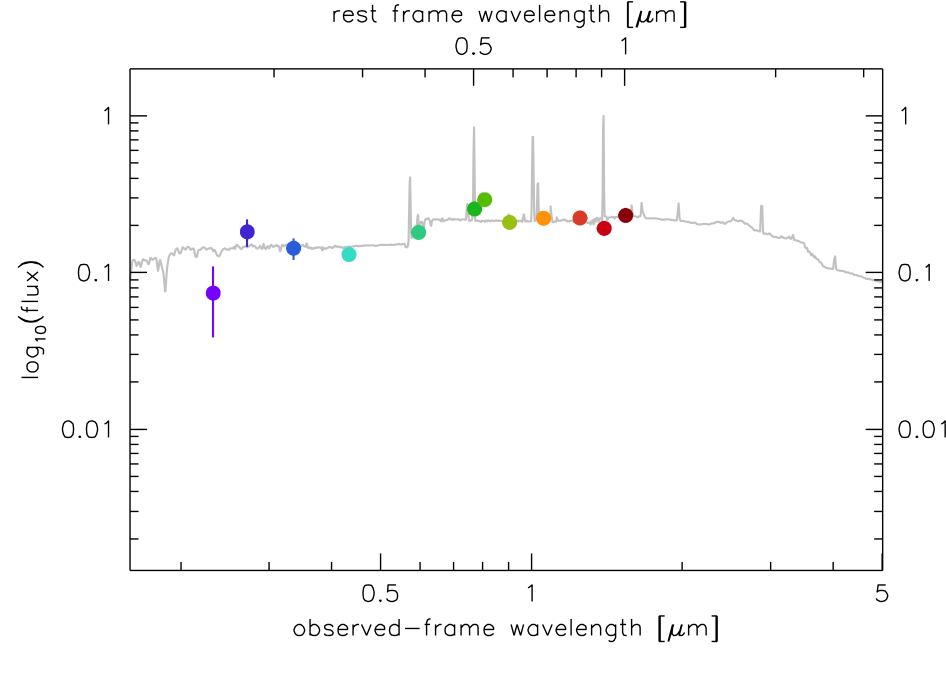 rest frame wavelength [μm]
0.5 1
1 1
0.1 0.1
0.01 0.01
log10(flux)
0.5 1 5
observed-frame wavelength [μm]